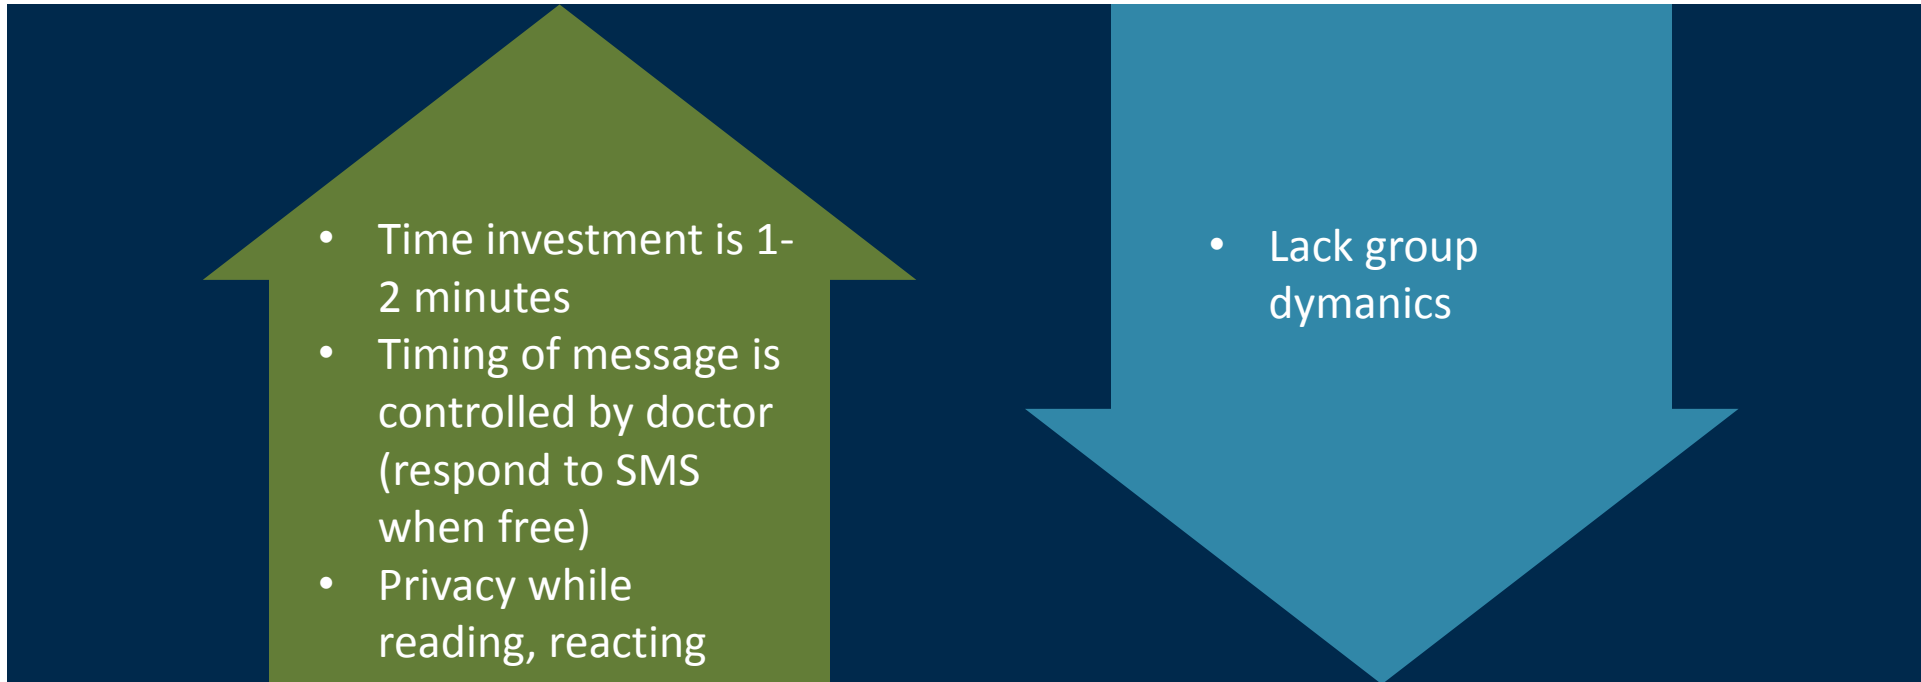 • Time investment is 1-
2 minutes
• Timing of message is
controlled by doctor
(respond to SMS
when free)
• Privacy while
reading, reacting
• Lack group
dymanics